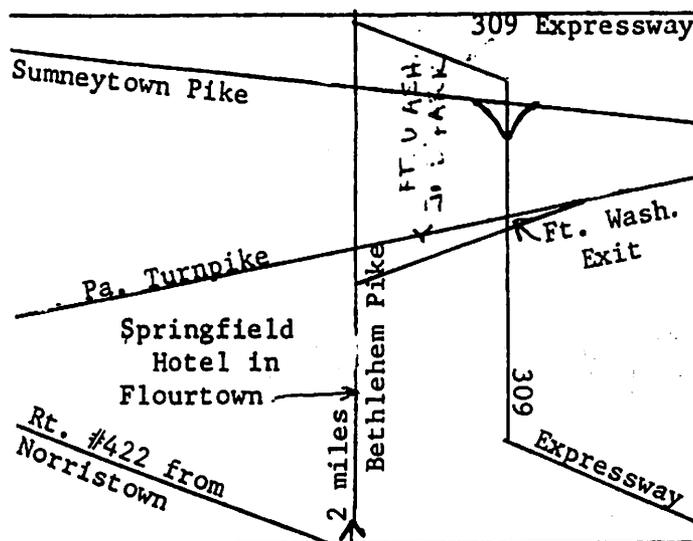 309 Expressway
Sumneytown Pike
FT.
Ft. Wash.
Exit
Pa. Turnpike
Springfield
Hotel in
Flourtown
Bethlehem Pike
2 miles
309
Rt. #422 from
Norristown
Expressway